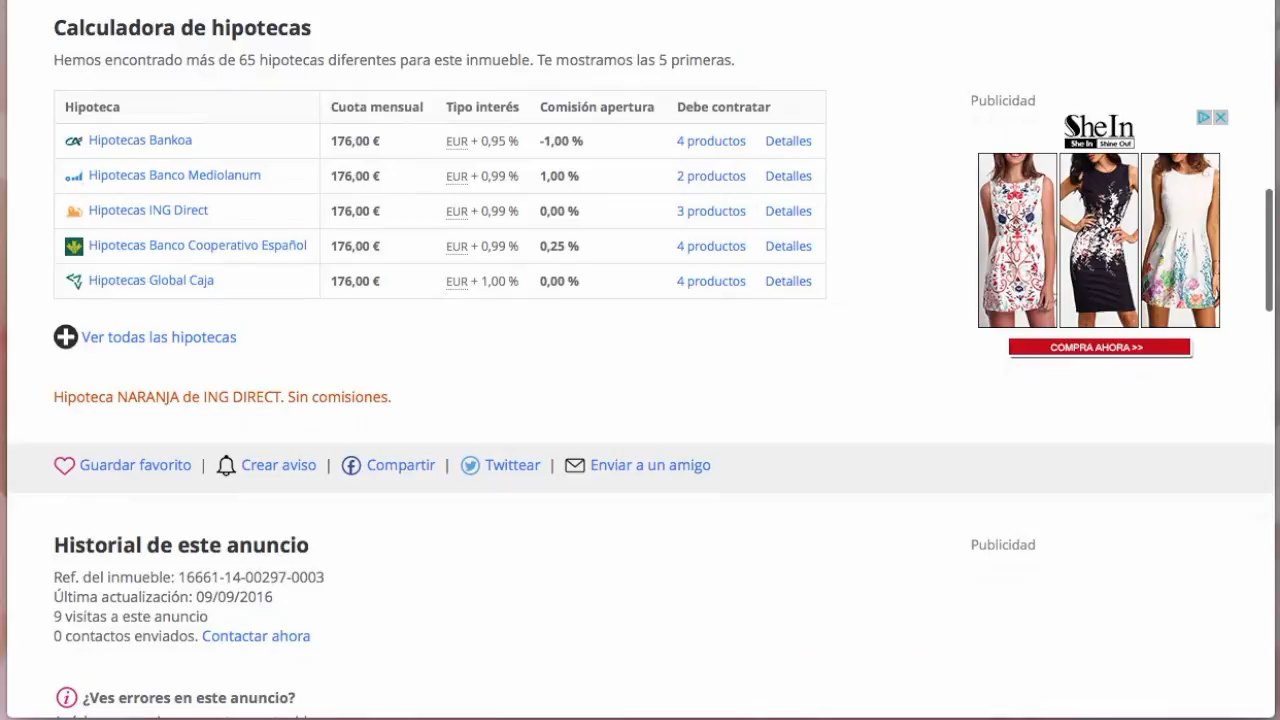 Calculadora de hipotecas
Hemos encontrado más de 65 hipotecas diferentes para este inmueble. Te mostramos las 5 primeras.
Hipoteca Cuota mensual Tipo interés Comisión apertura Debe contratar
Hipotecas Bankoa 176,00 € EUR + 0,95 % -1,00 % 4 productos Detalles
Hipotecas Banco Mediolanum 176,00 € EUR + 0,99 % 1,00 % 2 productos Detalles
Hipotecas ING Direct 176,00 € EUR + 0,99 % 0,00 % 3 productos Detalles
Hipotecas Banco Cooperativo Español 176,00 € EUR + 0,99 % 0,25 % 4 productos Detalles
Hipotecas Global Caja 176,00 € EUR + 1,00 % 0,00 % 4 productos Detalles
Ver todas las hipotecas
Hipoteca NARANJA de ING DIRECT. Sin comisiones.
Publicidad
SheIn
She In Shine Out
COMPRA AHORA >>
Guardar favorito | Crear aviso | Compartir | Twittear | Enviar a un amigo
Historial de este anuncio
Ref. del inmueble: 16661-14-00297-0003
Última actualización: 09/09/2016
9 visitas a este anuncio
0 contactos enviados. Contactar ahora
Publicidad
¿Ves errores en este anuncio?